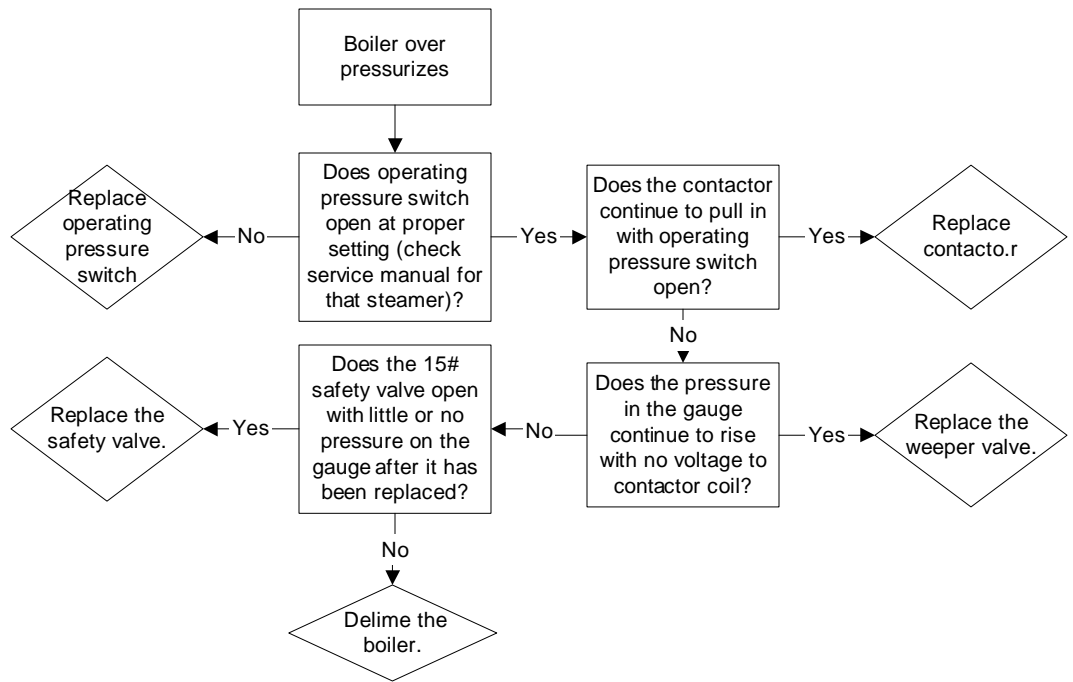 Boiler over
pressurizes
Does operating
pressure switch
open at proper
setting (check
service manual for
that steamer)?
No
Replace
operating
pressure
switch
Yes
Does the contactor
continue to pull in
with operating
pressure switch
open?
Yes
Replace
contacto.r
No
Does the pressure
in the gauge
continue to rise
with no voltage to
contactor coil?
Yes
Replace the
weeper valve.
No
Does the 15#
safety valve open
with little or no
pressure on the
gauge after it has
been replaced?
Yes
Replace the
safety valve.
No
Delime the
boiler.